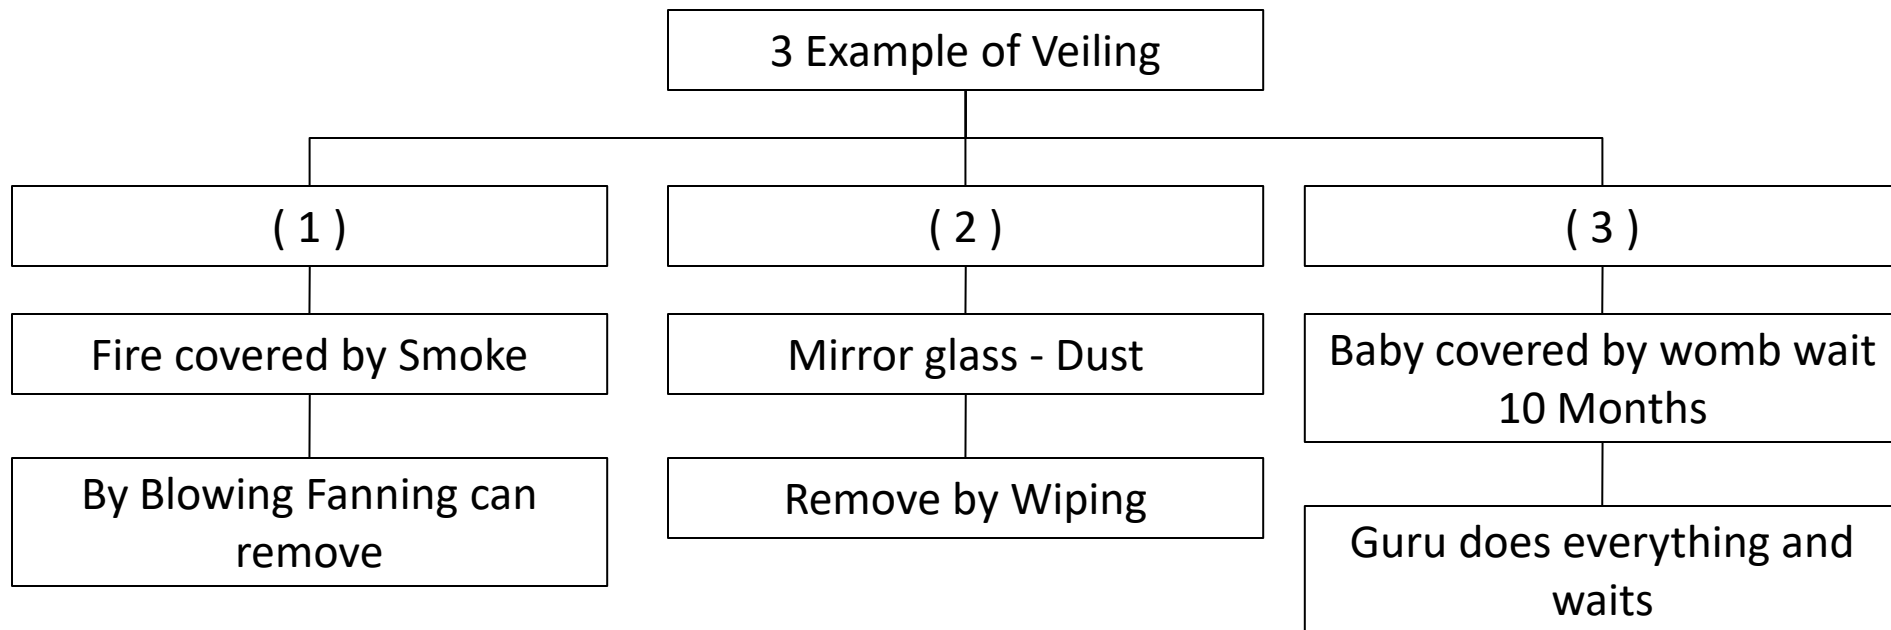 3 Example of Veiling
( 1 )
Fire covered by Smoke
By Blowing Fanning can
remove
( 2 )
Mirror glass - Dust
Remove by Wiping
( 3 )
Baby covered by womb wait
10 Months
Guru does everything and
waits